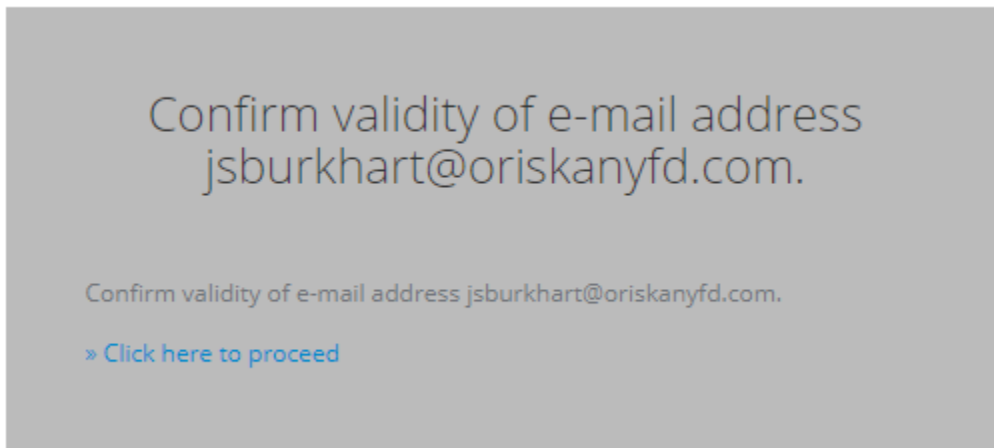 Confirm validity of e-mail address
jsburkhart@oriskanyfd.com.
Confirm validity of e-mail address jsburkhart@oriskanyfd.com.
» Click here to proceed